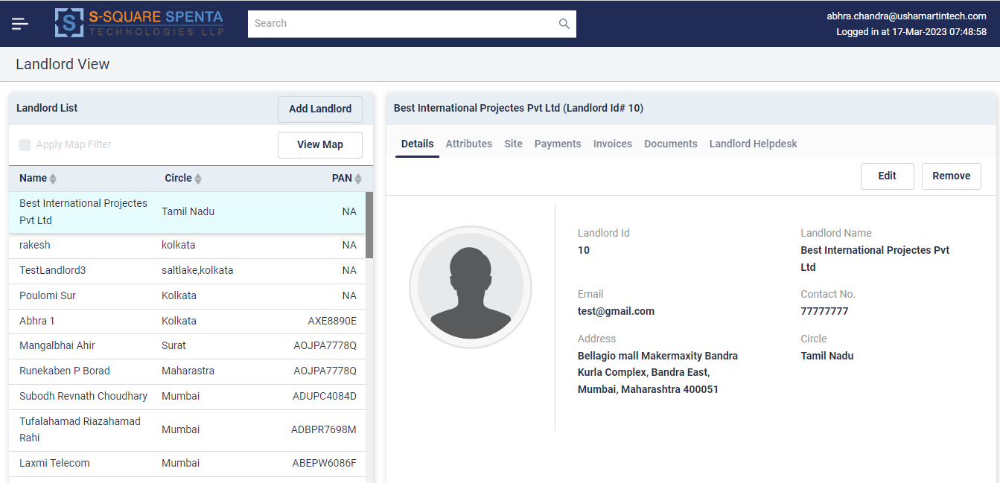 S-SQUARE SPENTA
TECHNOLOGIES LLP
S
Search
abhra.chandra@ushamartintech.com
Logged in at 17-Mar-2023 07:48:58
Landlord View
Landlord List
Add Landlord
Apply Map Filter
View Map
Name Circle PAN
Best International Projectes
Pvt Ltd
Tamil Nadu NA
rakesh kolkata NA
TestLandlord3 saltlake,kolkata NA
Poulomi Sur Kolkata NA
Abhra 1 Kolkata AXE8890E
Mangalbhai Ahir Surat AOJPA7778Q
Runekaben P Borad Maharastra AOJPA7778Q
Subodh Revnath Choudhary Mumbai ADUPC4084D
Tufalahamad Riazahamad
Rahi
Mumbai ADBPR7698M
Laxmi Telecom Mumbai ABEPW6086F
Best International Projectes Pvt Ltd (Landlord Id# 10)
Details Attributes Site Payments Invoices Documents Landlord Helpdesk
Edit Remove
Landlord Id
10
Landlord Name
Best International Projectes Pvt
Ltd
Email
test@gmail.com
Contact No.
77777777
Address
Bellagio mall Makermaxity Bandra
Kurla Complex, Bandra East,
Mumbai, Maharashtra 400051
Circle
Tamil Nadu